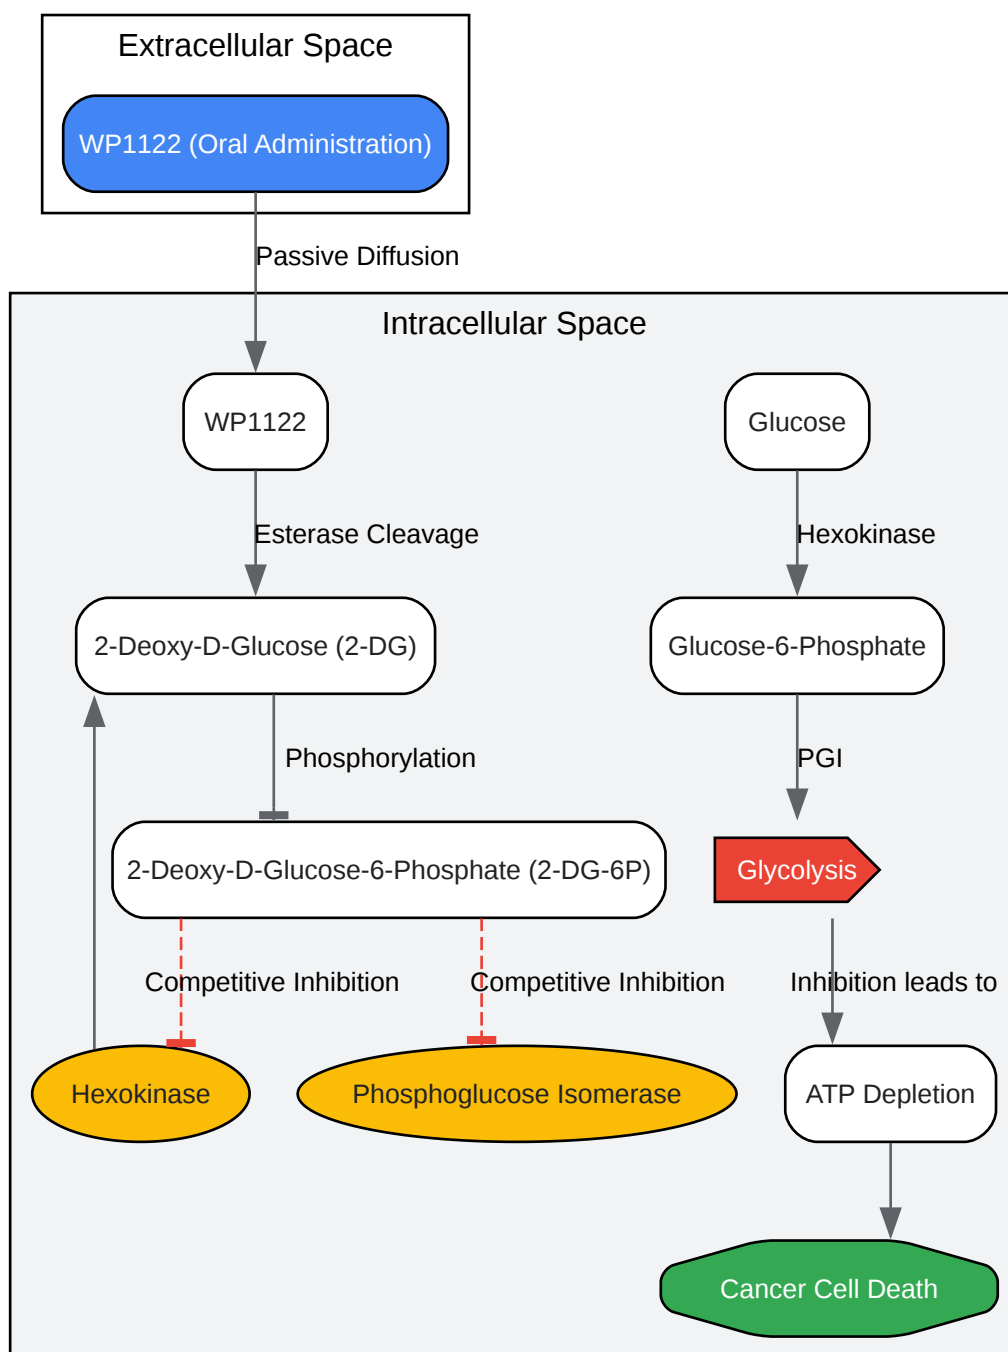 Extracellular Space
WP1122 (Oral Administration)
Passive Diffusion
Intracellular Space
WP1122
Glucose
Esterase Cleavage
Hexokinase
2-Deoxy-D-Glucose (2-DG)
Glucose-6-Phosphate
Phosphorylation
PGI
2-Deoxy-D-Glucose-6-Phosphate (2-DG-6P)
Glycolysis
Competitive Inhibition
Competitive Inhibition
Inhibition leads to
Hexokinase
Phosphoglucose Isomerase
ATP Depletion
Cancer Cell Death